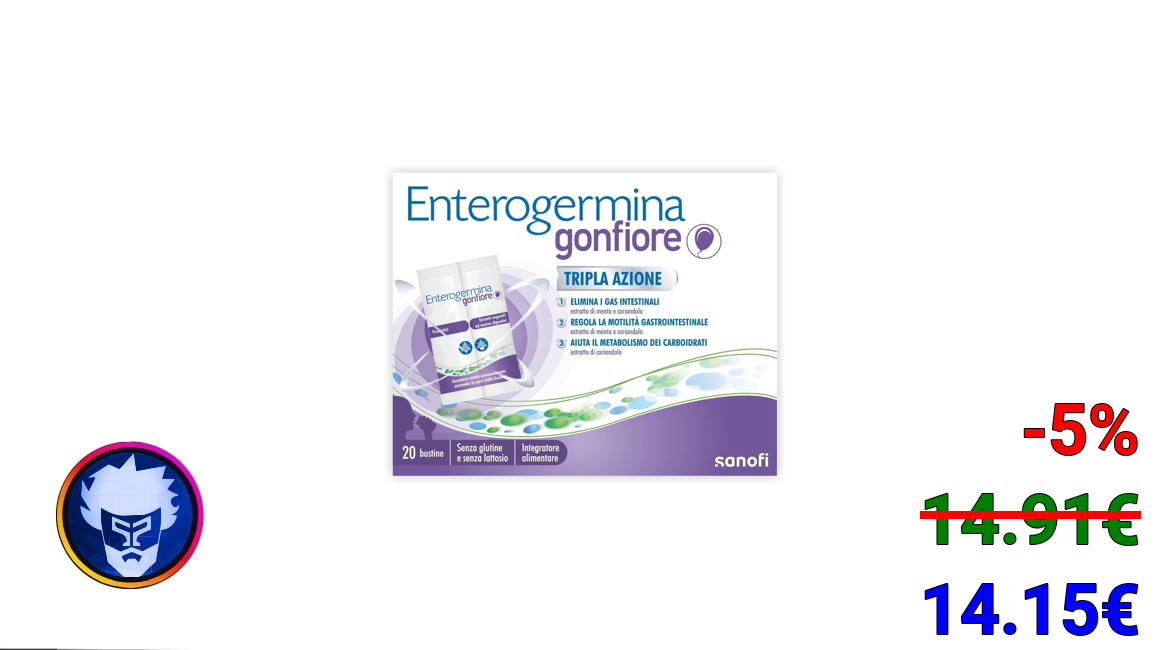 Enterogermina
gonfiore
TRIPLA AZIONE
1 ELIMINA I GAS INTESTINALI
estratto di menta e coriandolo
2 REGOLA LA MOTILITÀ GASTROINTESTINALE
estratto di menta e coriandolo
3 AIUTA IL METABOLISMO DEI CARBOIDRATI
estratto di coriandolo
Enterogermina
gonfiore
20 bustine
Senza glutine
e senza lattosio
Integratore
alimentare
sanofi
-5%
14.91€
14.15€